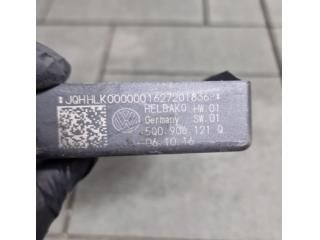 *JQHHLK0000001627201836*
HELBAKO HW.01
Germany SW.01
5Q0 906 121 Q
06.10.16